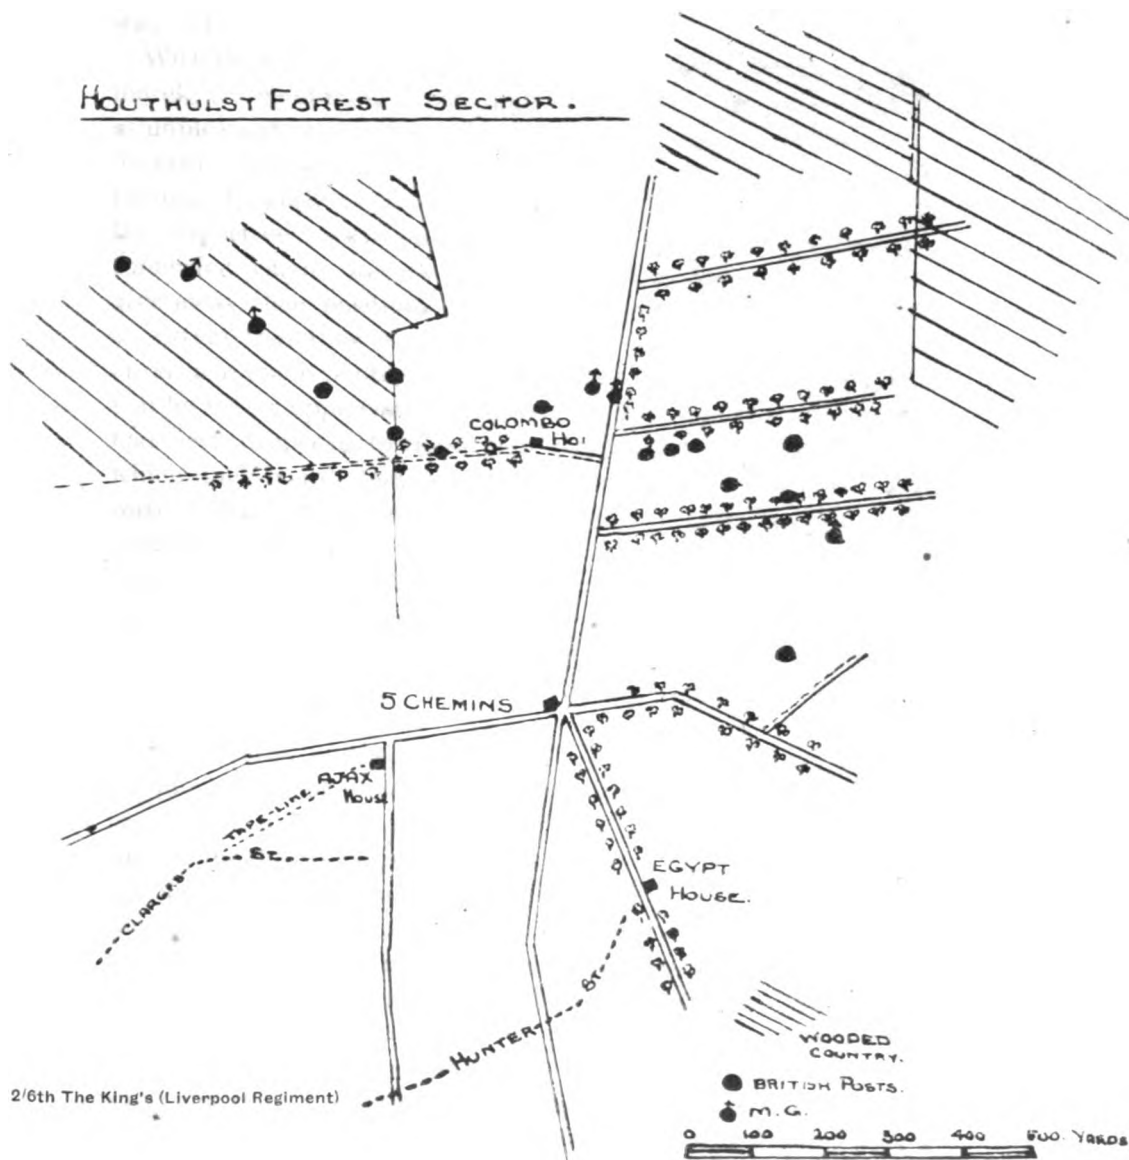 HOUTHULST FOREST SECTOR.
COLOMBO
HO!
5 CHEMINS
AJAX
HOUSE
TAPE-LINE
CLARGES ST.
EGYPT
HOUSE.
HUNTER ST.
WOODED
COUNTRY.
BRITISH POSTS.
M.G.
0 100 200 300 400 500. YARDS
2/6th The King's (Liverpool Regiment)